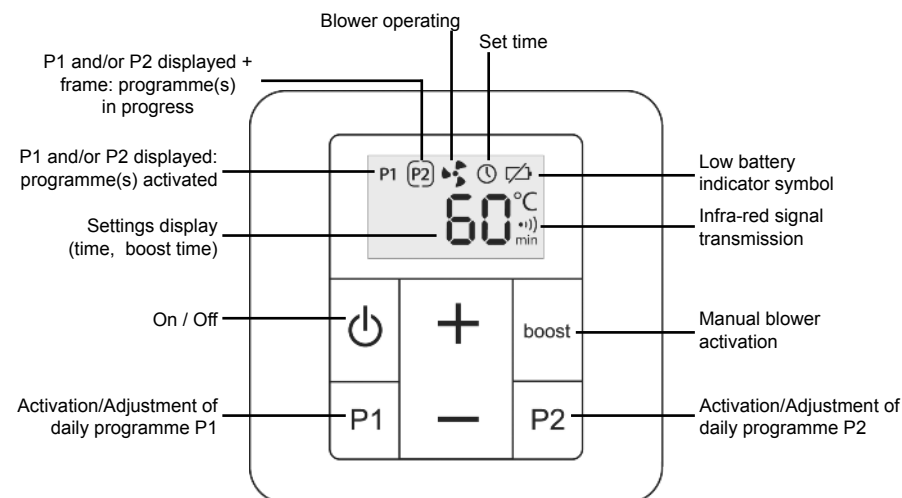 Blower operating
Set time
P1 and/or P2 displayed +
frame: programme(s)
in progress
P1 and/or P2 displayed:
programme(s) activated
Low battery
indicator symbol
P1 P2
60 °C
min
Settings display
(time, boost time)
Infra-red signal
transmission
On / Off
+
boost
Manual blower
activation
Activation/Adjustment of
daily programme P1
P1
−
P2
Activation/Adjustment of
daily programme P2